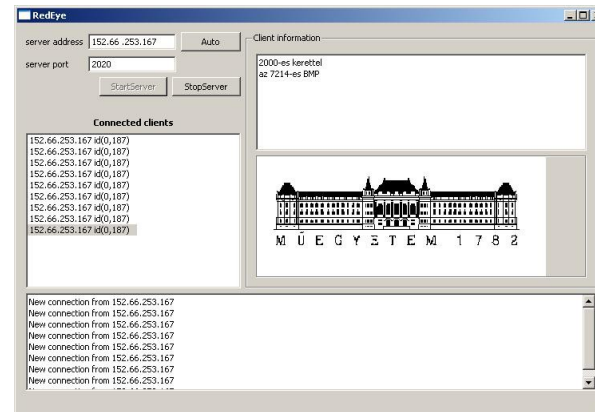 RedEye
server address 152.66 .253.167 Auto
server port 2020
StartServer StopServer
Connected clients
152.66.253.167 id(0,187)
152.66.253.167 id(0,187)
152.66.253.167 id(0,187)
152.66.253.167 id(0,187)
152.66.253.167 id(0,187)
152.66.253.167 id(0,187)
152.66.253.167 id(0,187)
152.66.253.167 id(0,187)
152.66.253.167 id(0,187)
Client information
2000-es kerettel
az 7214-es BMP
MŰEGYETEM 1782
New connection from 152.66.253.167
New connection from 152.66.253.167
New connection from 152.66.253.167
New connection from 152.66.253.167
New connection from 152.66.253.167
New connection from 152.66.253.167
New connection from 152.66.253.167
New connection from 152.66.253.167